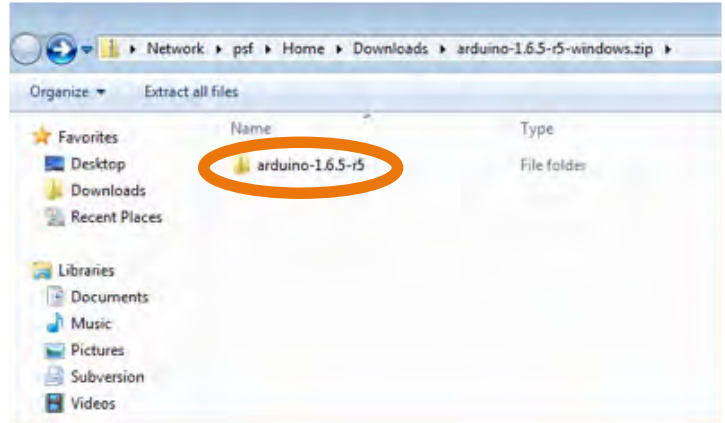 Network ▸ psf ▸ Home ▸ Downloads ▸ arduino-1.6.5-r5-windows.zip ▸
Organize ▾ Extract all files
Name Type
arduino-1.6.5-r5 File folder
Favorites
Desktop
Downloads
Recent Places
Libraries
Documents
Music
Pictures
Subversion
Videos